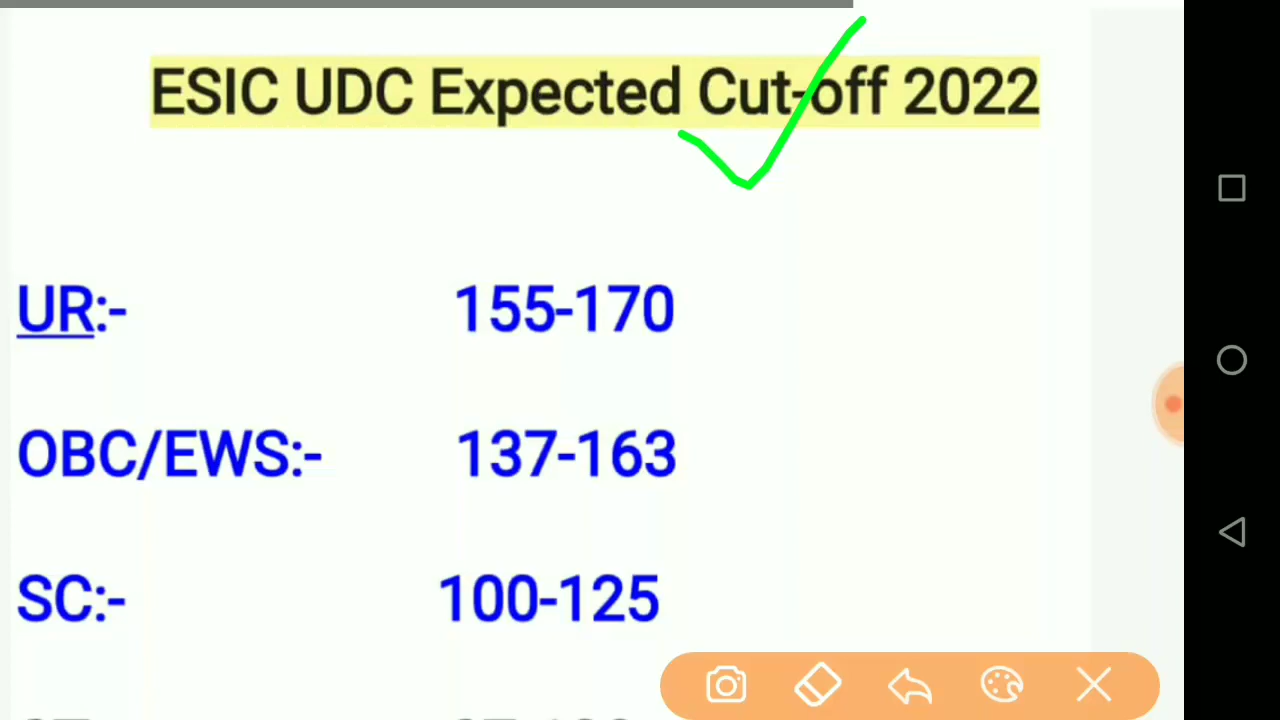 ESIC UDC Expected Cut-off 2022
UR:- 155-170
OBC/EWS:- 137-163
SC:- 100-125